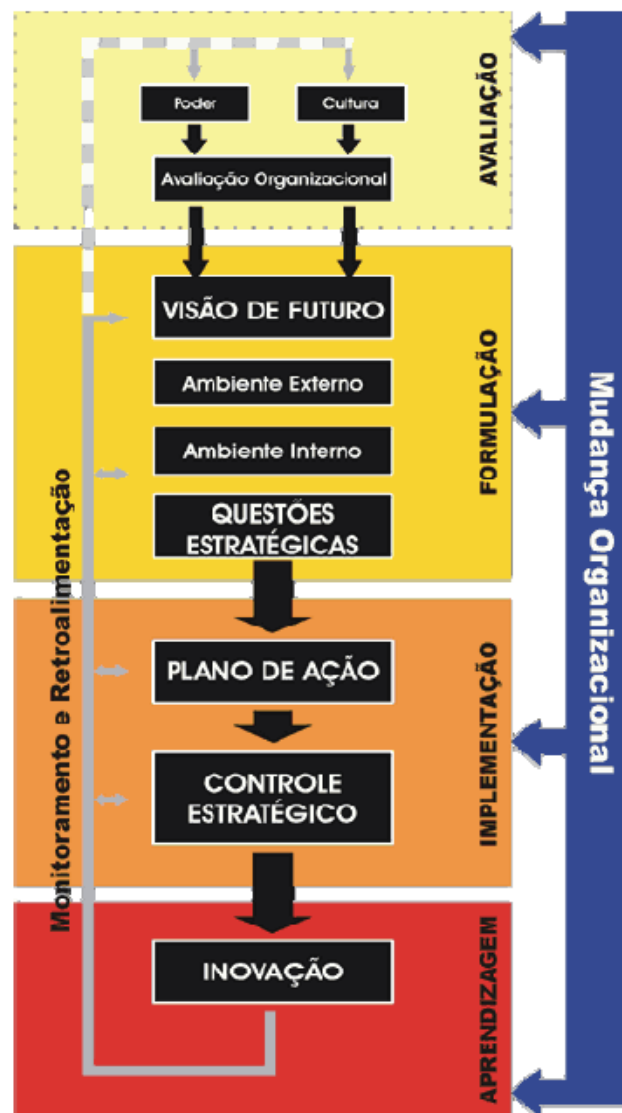 AVALIAÇÃO
Poder
Cultura
Avaliação Organizacional
FORMULAÇÃO
VISÃO DE FUTURO
Ambiente Externo
Ambiente Interno
QUESTÕES
ESTRATÉGICAS
IMPLEMENTAÇÃO
PLANO DE AÇÃO
CONTROLE
ESTRATÉGICO
APRENDIZAGEM
INOVAÇÃO
Monitoramento e Retroalimentação
Mudança Organizacional